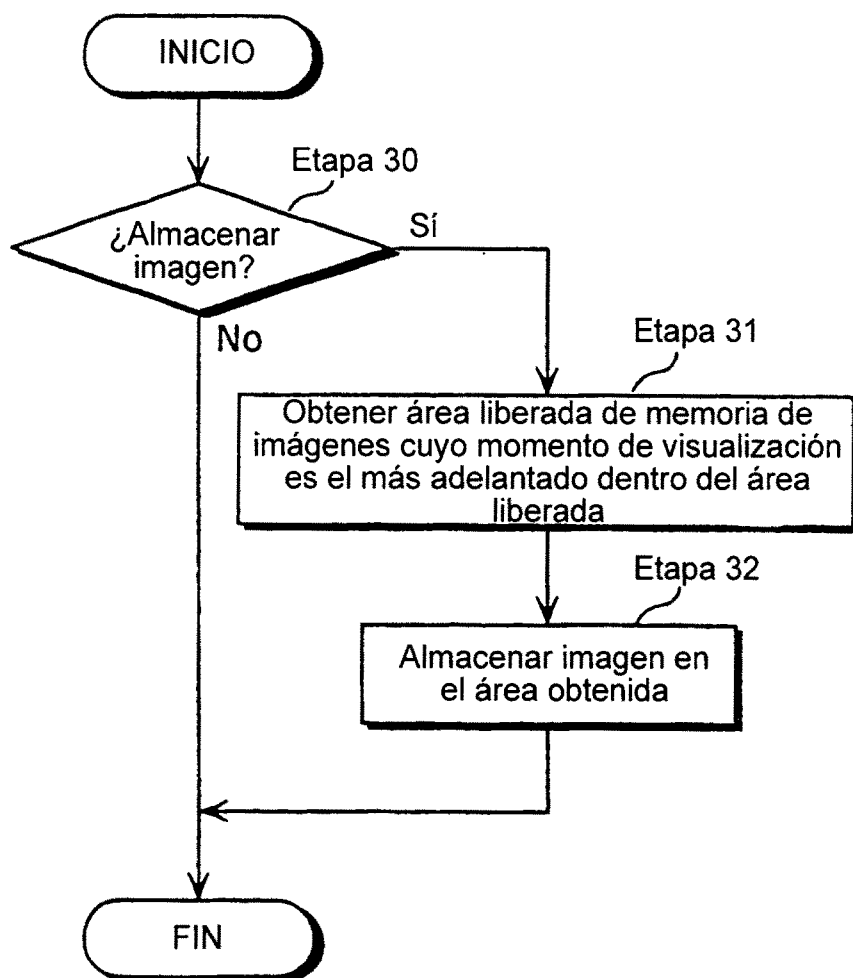 INICIO
Etapa 30
¿Almacenar
imagen?
Sí
No
Etapa 31
Obtener área liberada de memoria de
imágenes cuyo momento de visualización
es el más adelantado dentro del área
liberada
Etapa 32
Almacenar imagen en
el área obtenida
FIN